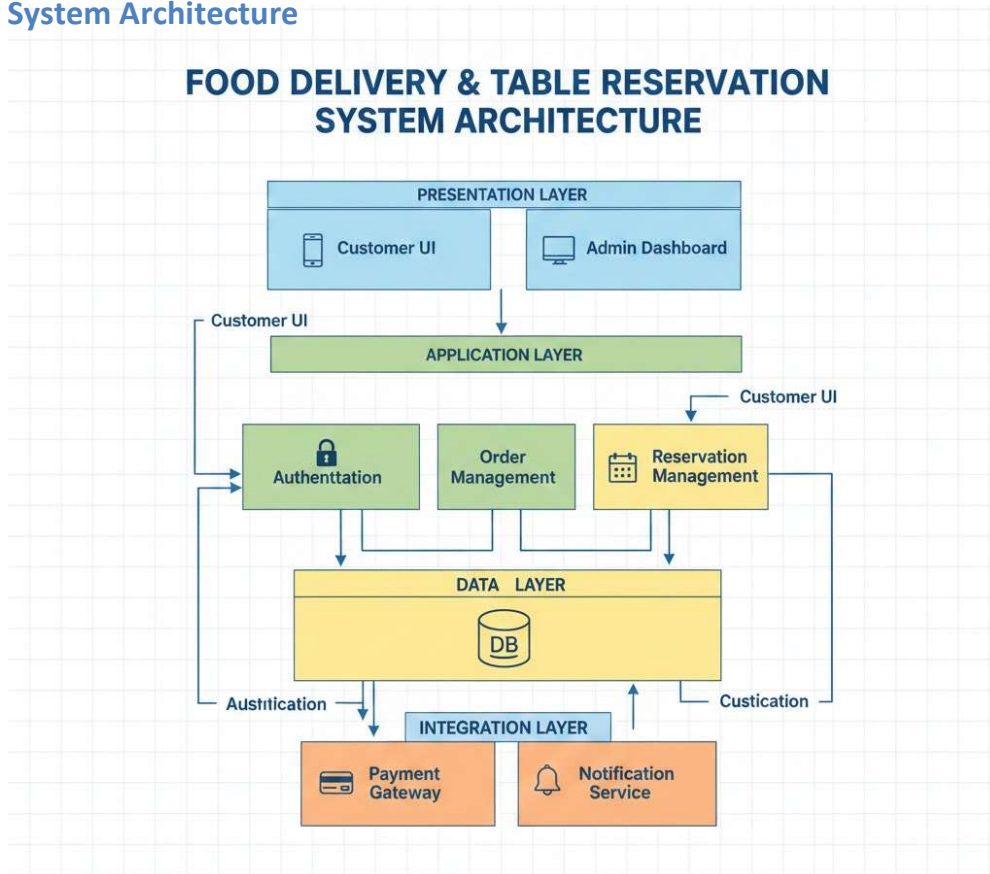 System Architecture
FOOD DELIVERY & TABLE RESERVATION
SYSTEM ARCHITECTURE
PRESENTATION LAYER
Customer UI
Admin Dashboard
Customer UI
APPLICATION LAYER
Customer UI
Authenttation
Order
Management
Reservation
Management
DATA LAYER
DB
Austitication
Custication
INTEGRATION LAYER
Payment
Gateway
Notification
Service